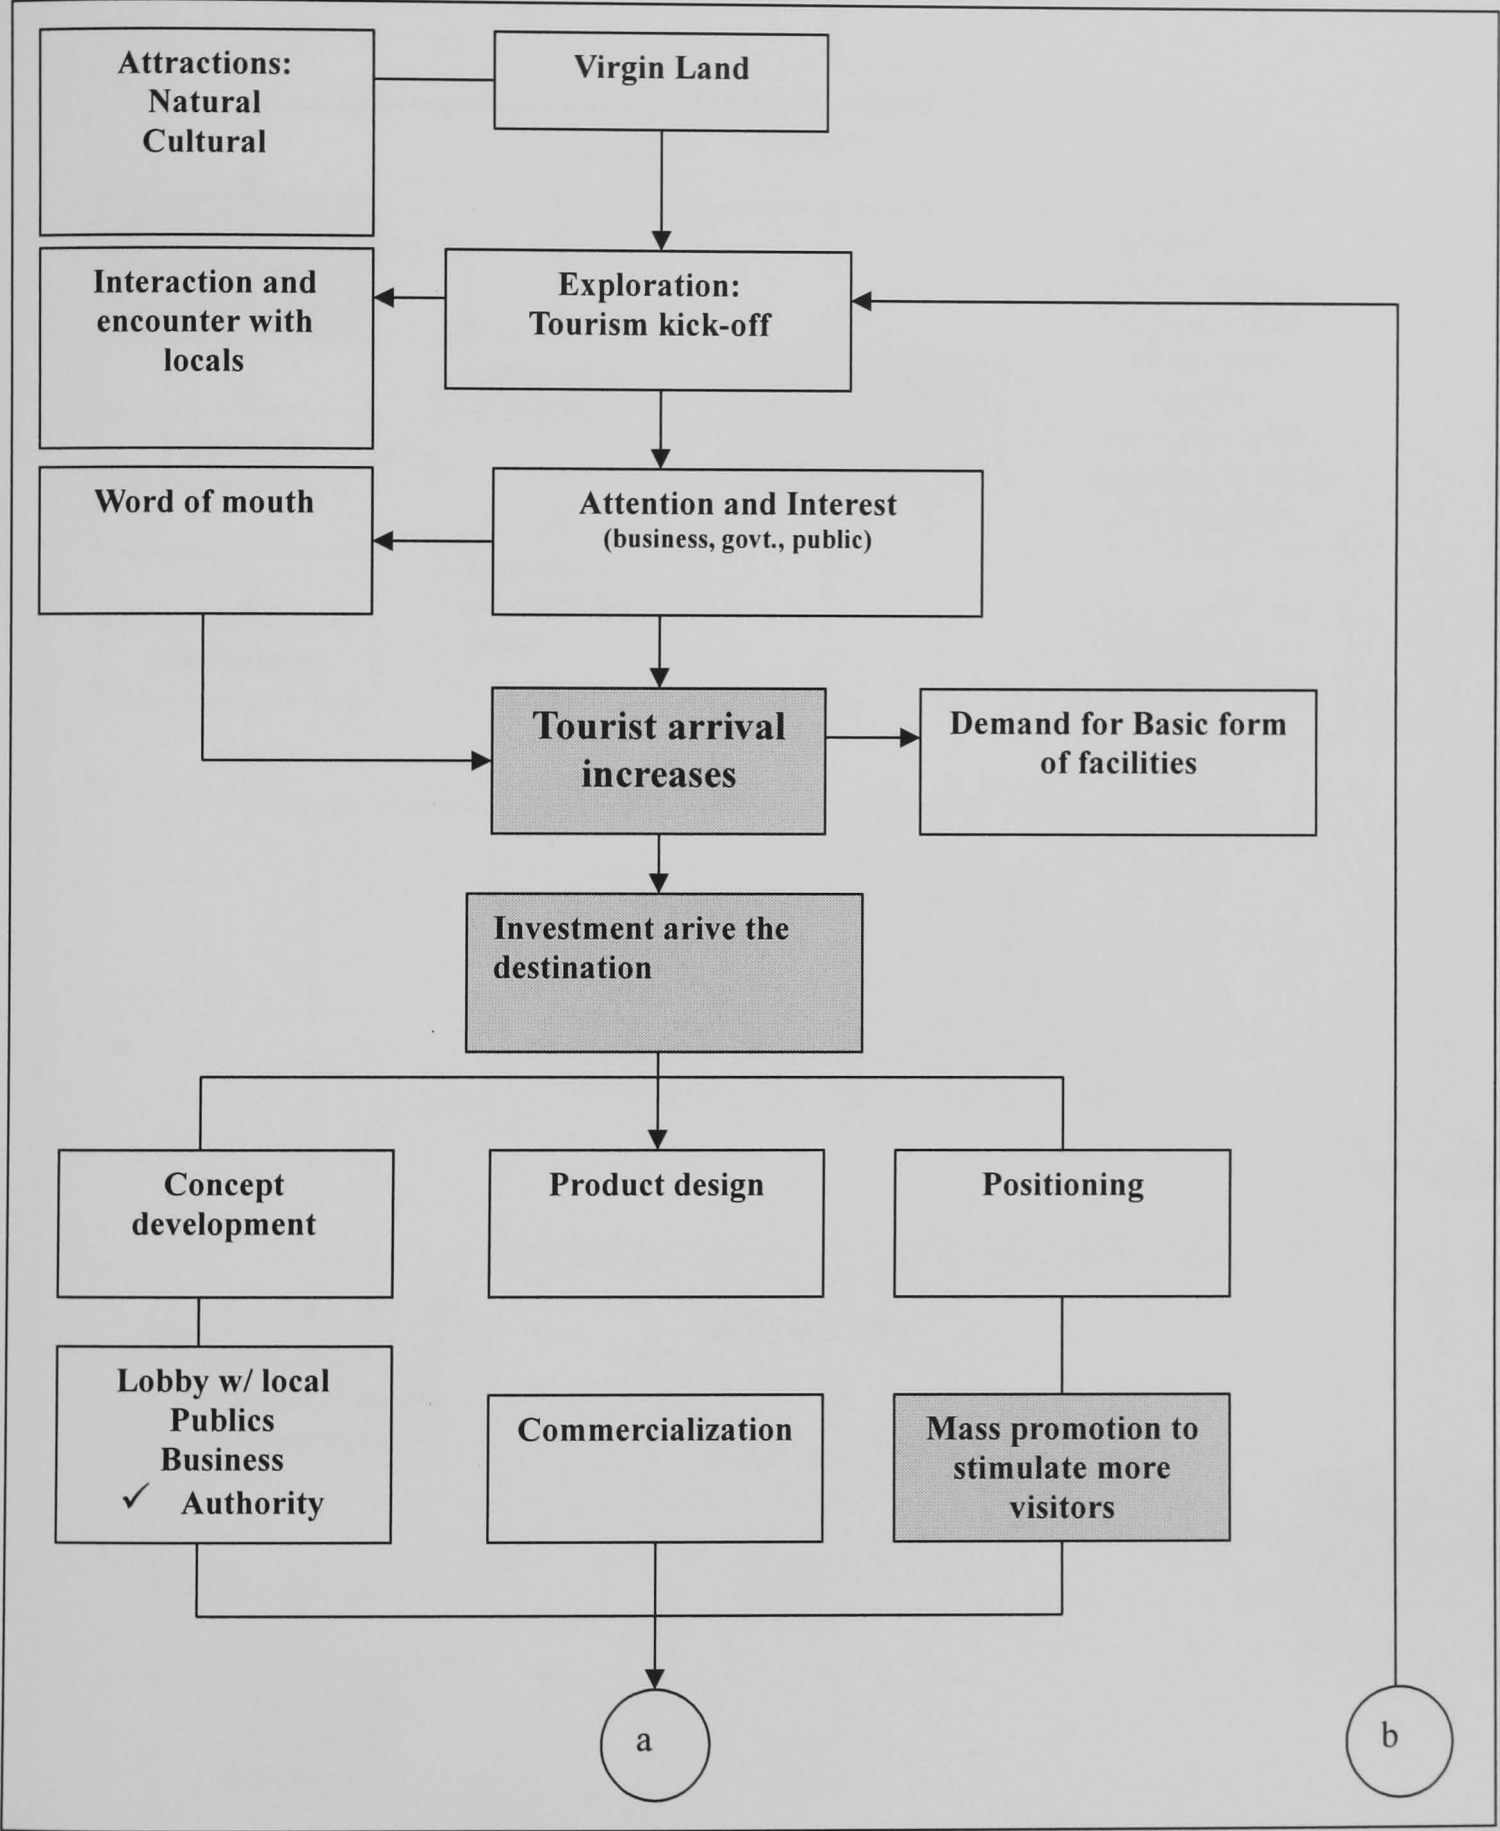 Attractions:
Natural
Cultural
Virgin Land
Interaction and
encounter with
locals
Exploration:
Tourism kick-off
Word of mouth
Attention and Interest
(business, govt., public)
Tourist arrival
increases
Demand for Basic form
of facilities
Investment arive the
destination
Concept
development
Product design
Positioning
Lobby w/ local
Publics
Business
✓ Authority
Commercialization
Mass promotion to
stimulate more
visitors
a
b